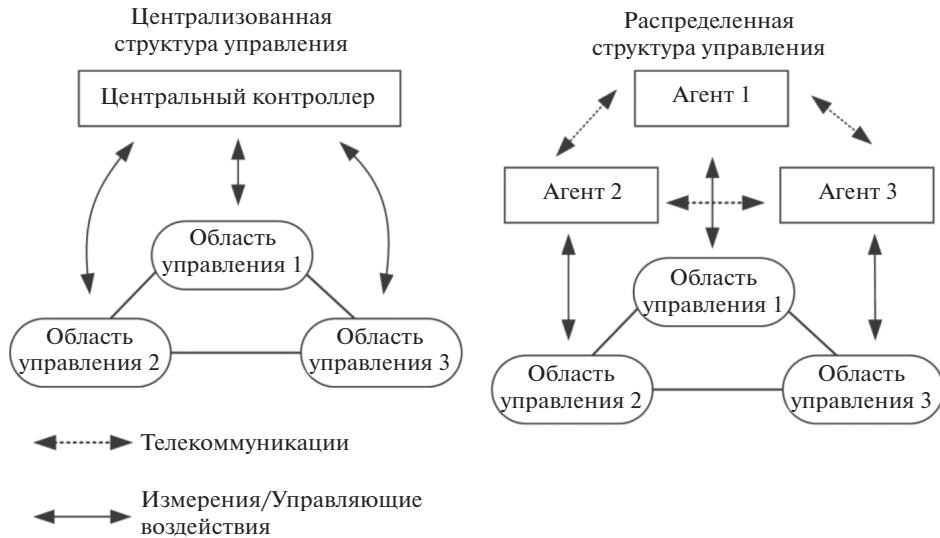 Централизованная
структура управления
Центральный контроллер
Область
управления 1
Область
управления 2
Область
управления 3
Распределенная
структура управления
Агент 1
Агент 2
Агент 3
Область
управления 1
Область
управления 2
Область
управления 3
Телекоммуникации
Измерения/Управляющие
воздействия